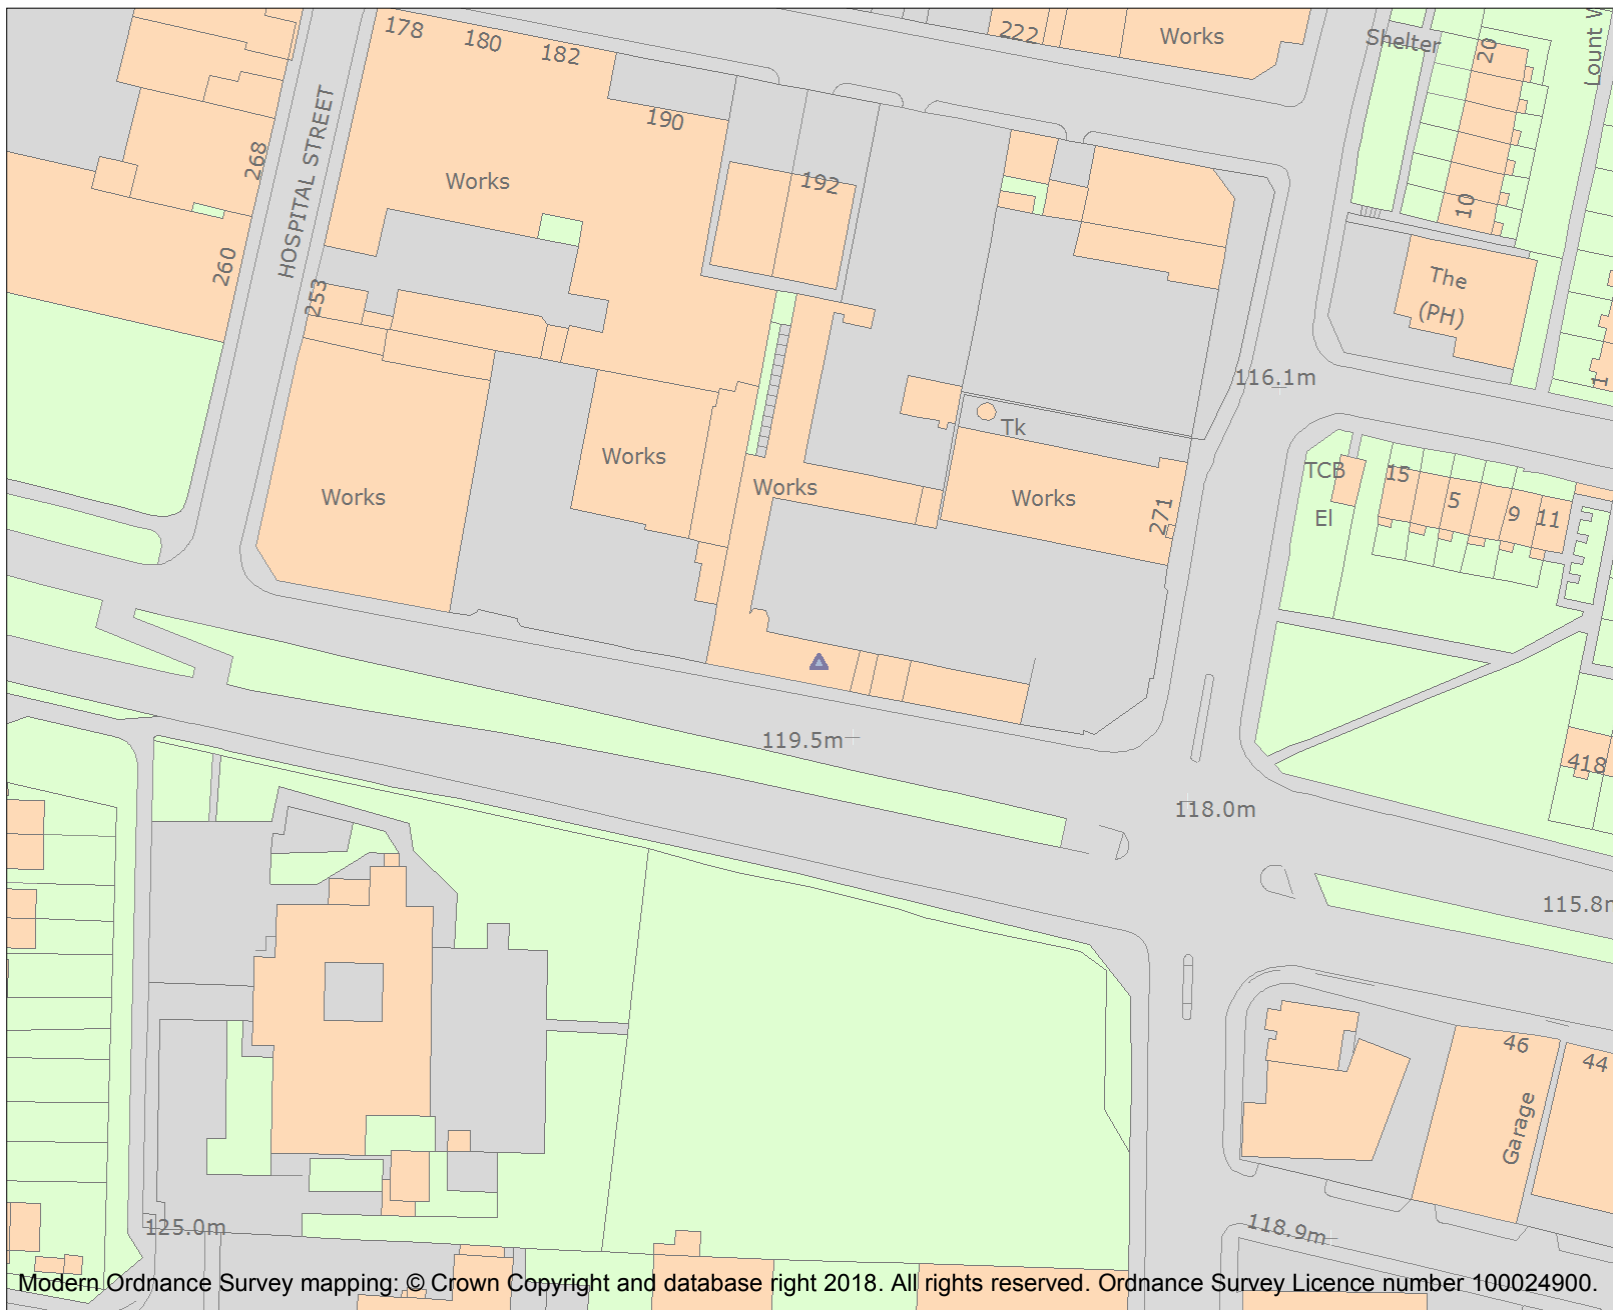 178
180
182
222
Works
Shelter
20
Lount
HOSPITAL STREET
268
190
Works
192
10
260
253
The
(PH)
116.1m
1
Tk
Works
Works
Works
Works
271
TCB
El
15
5
9
11
119.5m
118.0m
418
115.8m
46
44
Garage
125.0m
118.9m
Modern Ordnance Survey mapping: © Crown Copyright and database right 2018. All rights reserved. Ordnance Survey Licence number 100024900.